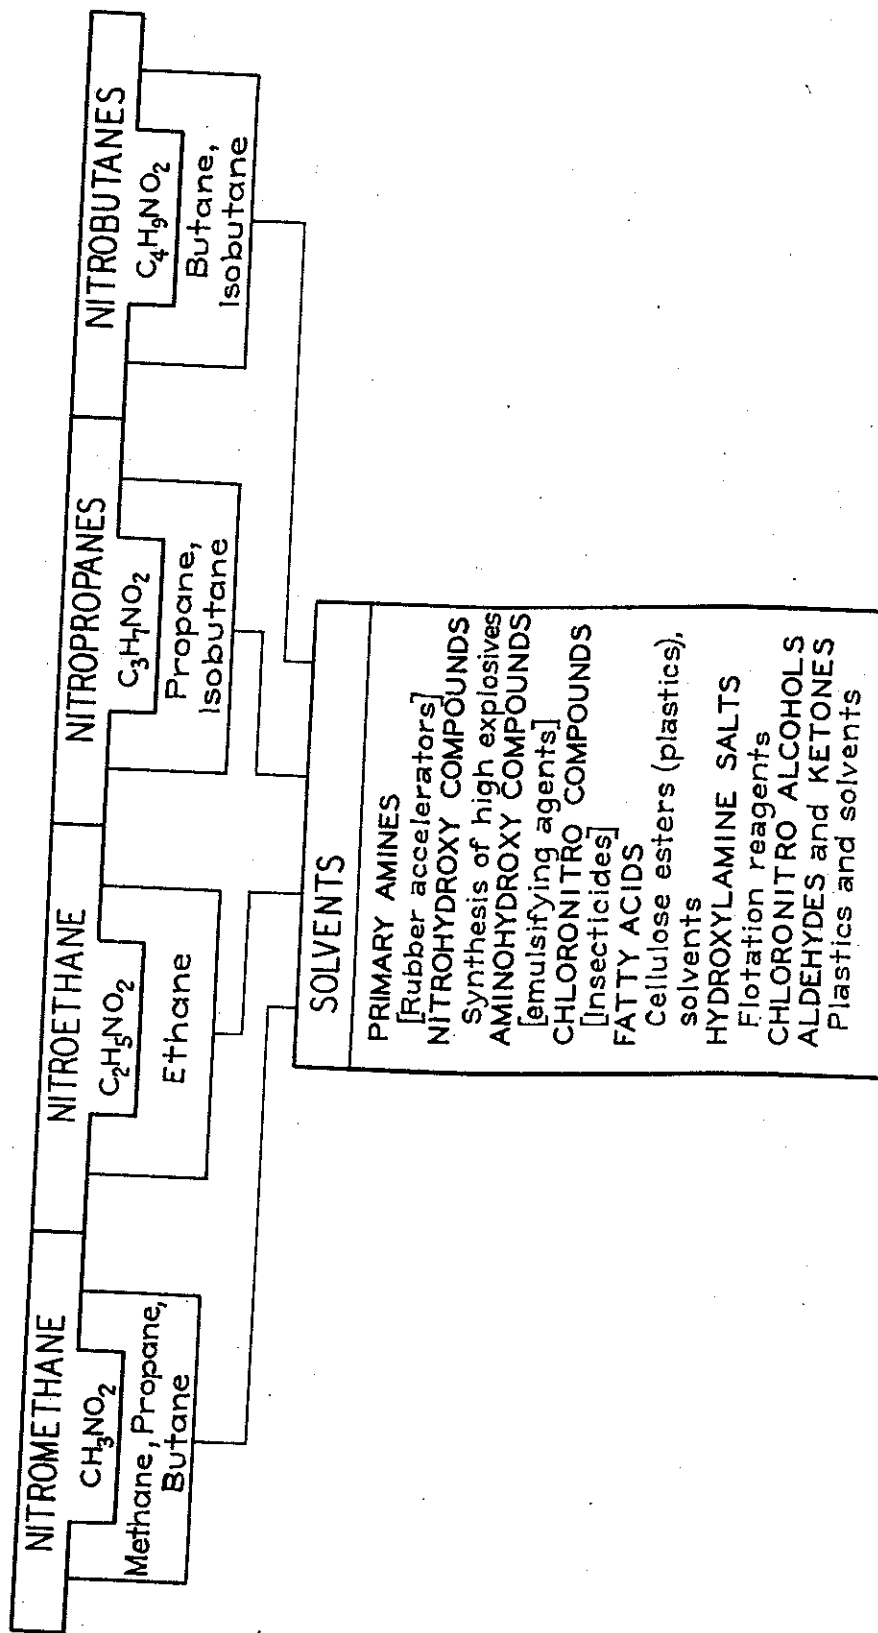 NITROMETHANE
CH3NO2
Methane, Propane,
Butane
NITROETHANE
C2H5NO2
Ethane
NITROPROPANES
C3H7NO2
Propane,
Isobutane
NITROBUTANES
C4H9NO2
Butane,
Isobutane
SOLVENTS
PRIMARY AMINES
[Rubber accelerators]
NITROHYDROXY COMPOUNDS
Synthesis of high explosives
AMINOHYDROXY COMPOUNDS
[emulsifying agents]
CHLORONITRO COMPOUNDS
[Insecticides]
FATTY ACIDS
Cellulose esters (plastics),
solvents
HYDROXYLAMINE SALTS
Flotation reagents
CHLORONITRO ALCOHOLS
ALDEHYDES and KETONES
Plastics and solvents